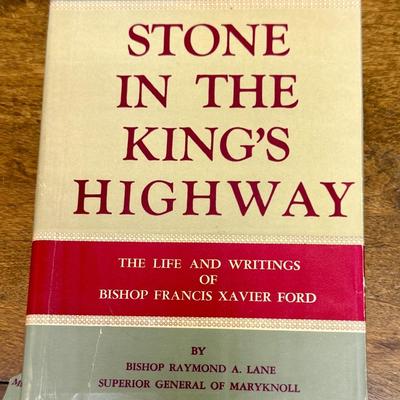 STONE
IN THE
KING'S
HIGHWAY
THE LIFE AND WRITINGS
OF
BISHOP FRANCIS XAVIER FORD
BY
BISHOP RAYMOND A. LANE
SUPERIOR GENERAL OF MARYKNOLL